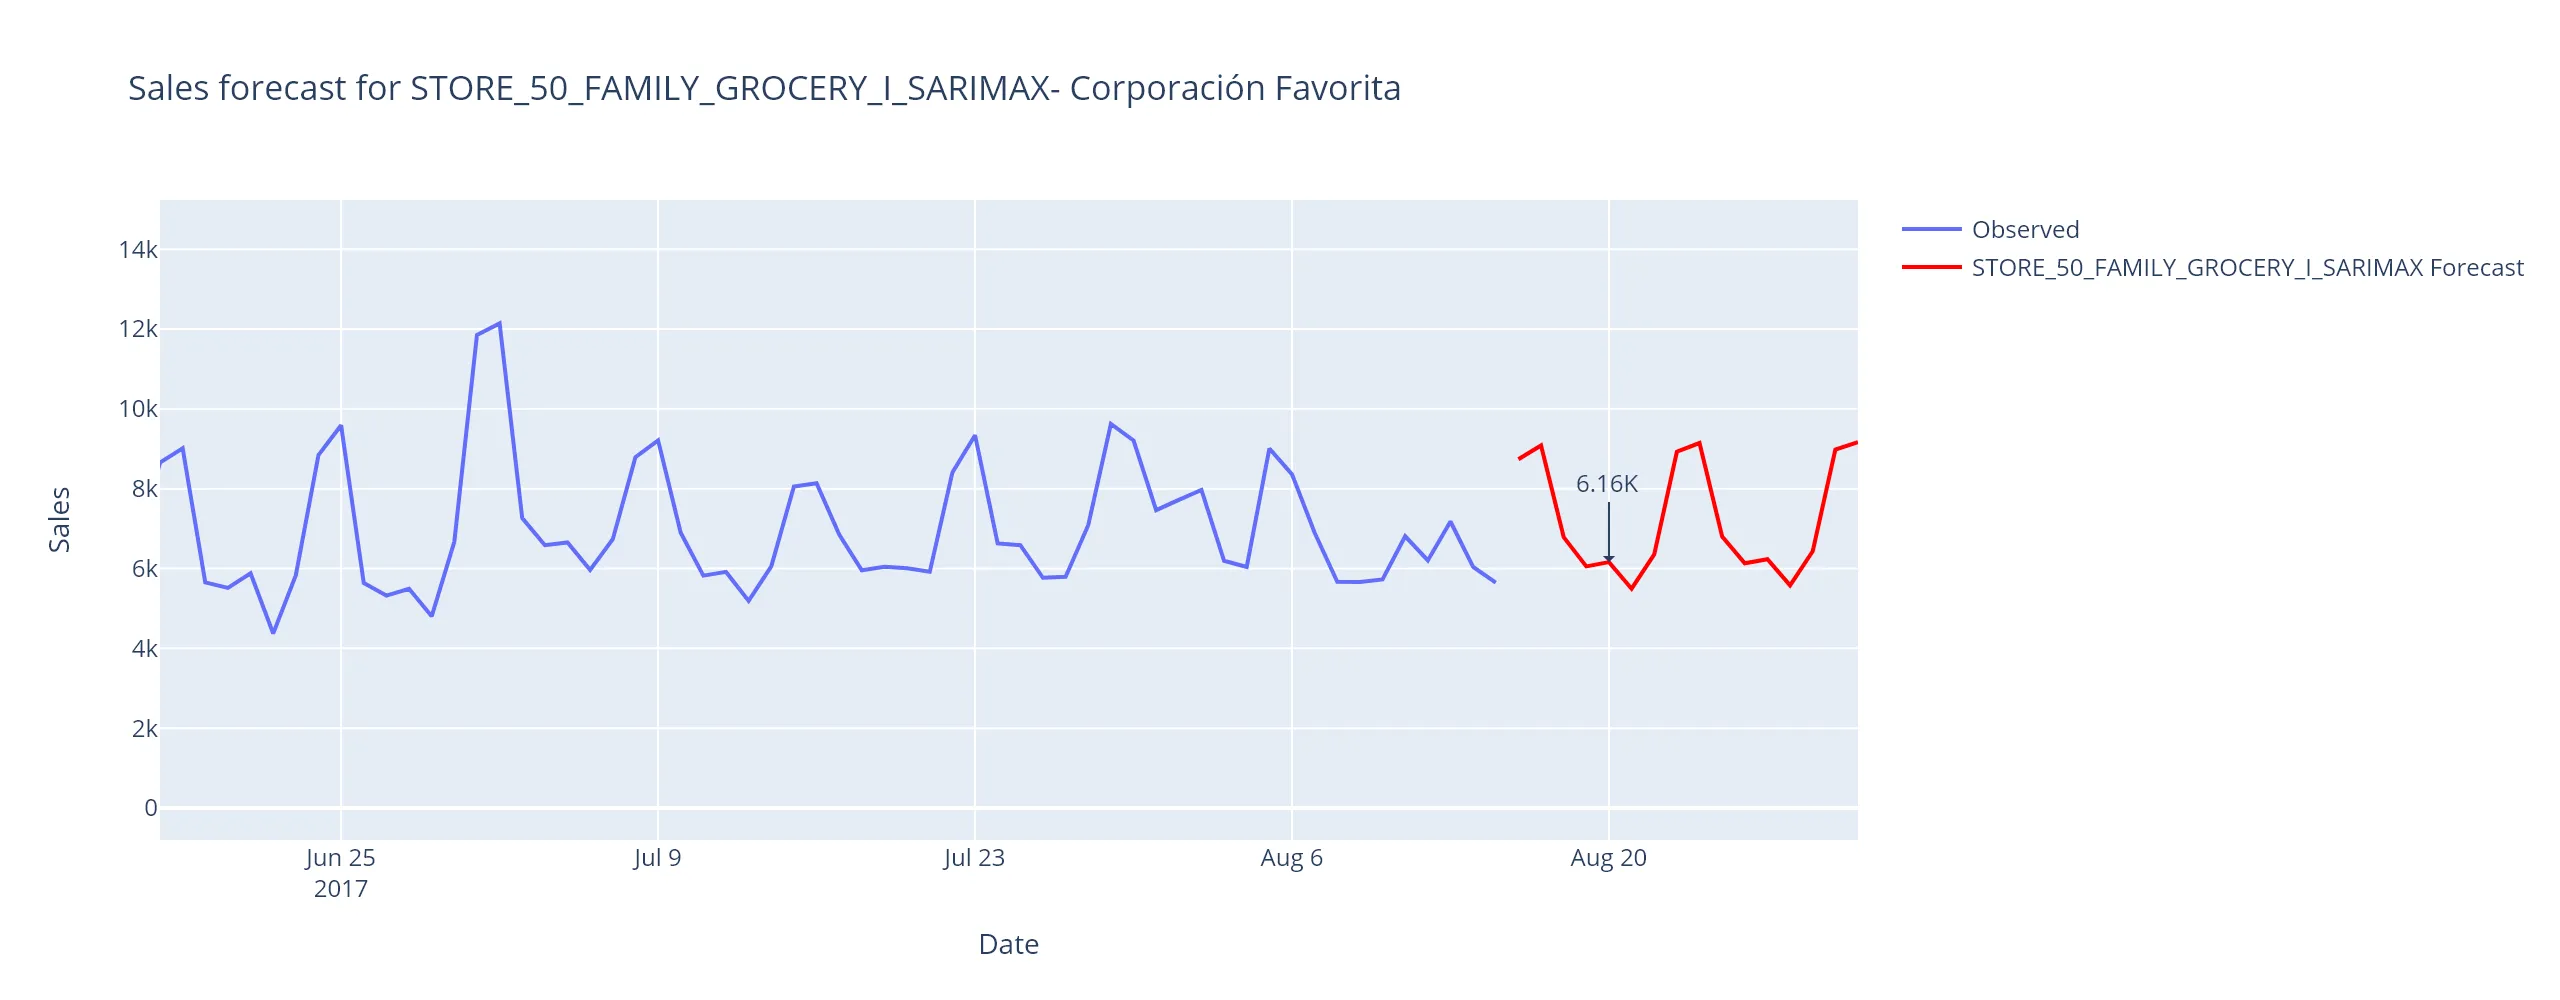 Sales forecast for STORE_50_FAMILY_GROCERY_I_SARIMAX- Corporación Favorita
Observed
STORE_50_FAMILY_GROCERY_I_SARIMAX Forecast
14k
12k
10k
8k
6k
4k
2k
0
Sales
6.16K
Jun 25
2017
Jul 9
Jul 23
Aug 6
Aug 20
Date